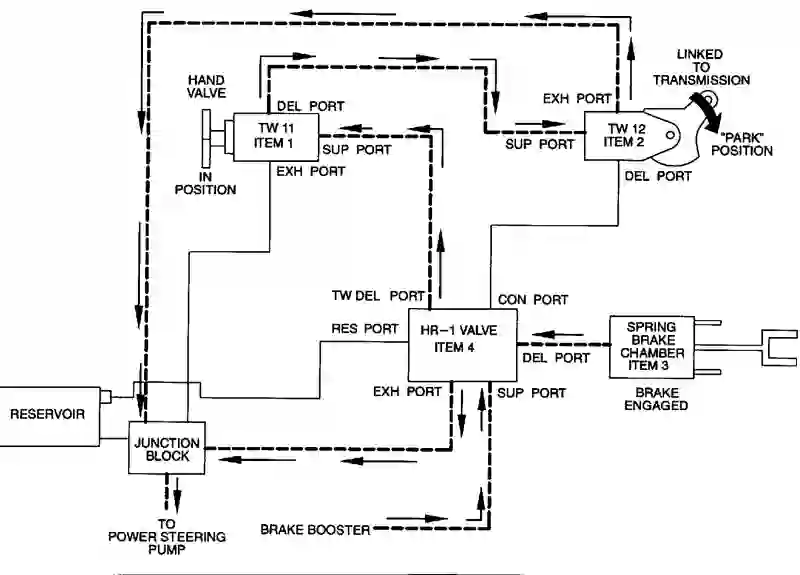 LINKED
TO
TRANSMISSION
HAND
VALVE
DEL PORT
EXH PORT
TW 11
ITEM 1
TW 12
ITEM 2
"PARK"
POSITION
SUP PORT
SUP PORT
IN
POSITION
EXH PORT
DEL PORT
TW DEL PORT
CON PORT
RES PORT
HR-1 VALVE
ITEM 4
DEL PORT
SPRING
BRAKE
CHAMBER
ITEM 3
EXH PORT
SUP PORT
BRAKE
ENGAGED
RESERVOIR
JUNCTION
BLOCK
TO
POWER STEERING
PUMP
BRAKE BOOSTER